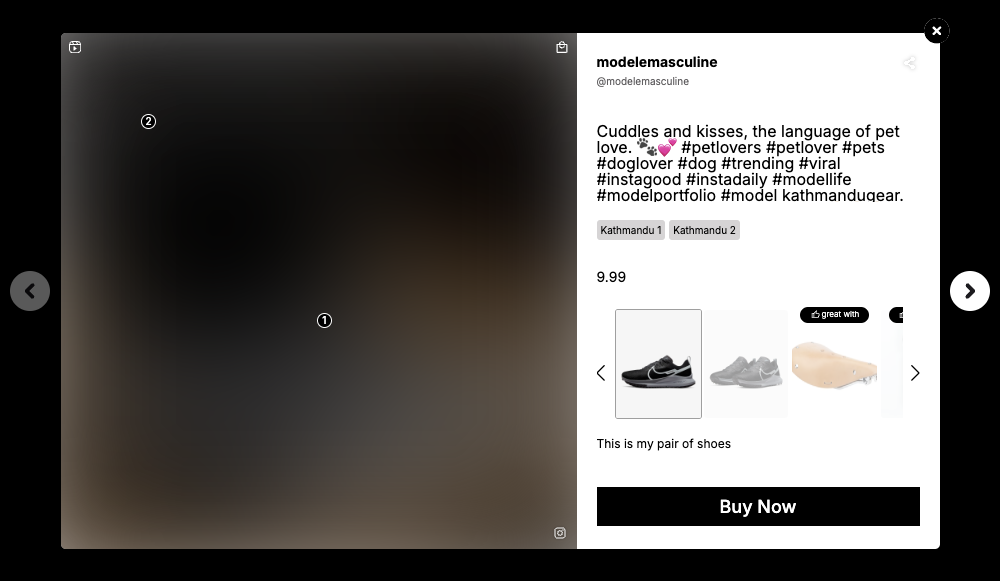 modelemasculine
@modelemasculine
Cuddles and kisses, the language of pet
love. 🐾💕 #petlovers #petlover #pets
#doglover #dog #trending #viral
#instagood #instadaily #modellife
#modelportfolio #model kathmandugear.
Kathmandu 1 Kathmandu 2
9.99
great with
This is my pair of shoes
Buy Now
2
1